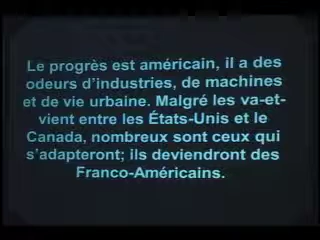 Le progrès est américain, il a des
odeurs d'industries, de machines
et de vie urbaine. Malgré les va-et-
vient entre les États-Unis et le
Canada, nombreux sont ceux qui
s'adapteront; ils deviendront des
Franco-Américains.